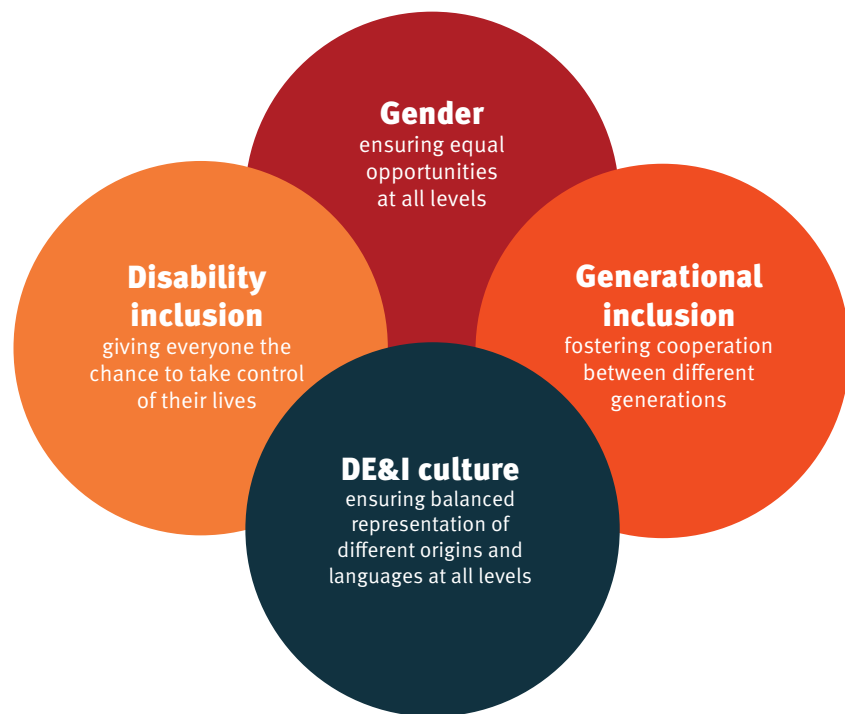 Gender
ensuring equal
opportunities
at all levels
Disability
inclusion
giving everyone the
chance to take control
of their lives
Generational
inclusion
fostering cooperation
between different
generations
DE&I culture
ensuring balanced
representation of
different origins and
languages at all levels